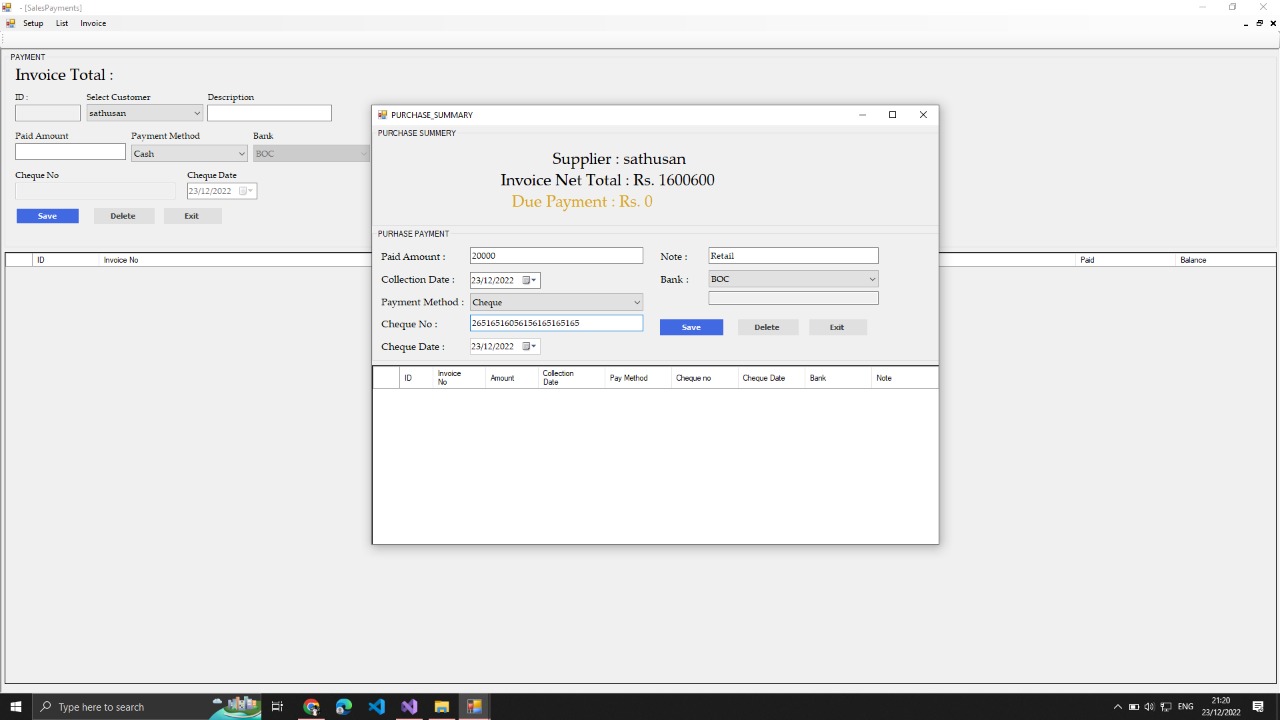 - [SalesPayments]
Setup List Invoice
PAYMENT
Invoice Total :
ID : Select Customer Description
sathusan
Paid Amount Payment Method Bank
Cash BOC
Cheque No Cheque Date
23/12/2022
Save Delete Exit
ID Invoice No Paid Balance
PURCHASE_SUMMARY
PURCHASE SUMMERY
Supplier : sathusan
Invoice Net Total : Rs. 1600600
Due Payment : Rs. 0
PURHASE PAYMENT
Paid Amount : 20000 Note : Retail
Collection Date : 23/12/2022 Bank : BOC
Payment Method : Cheque
Cheque No : 26516516056156165165165 Save Delete Exit
Cheque Date : 23/12/2022
ID Invoice No Amount Collection Date Pay Method Cheque no Cheque Date Bank Note
Type here to search
ENG
21:20
23/12/2022